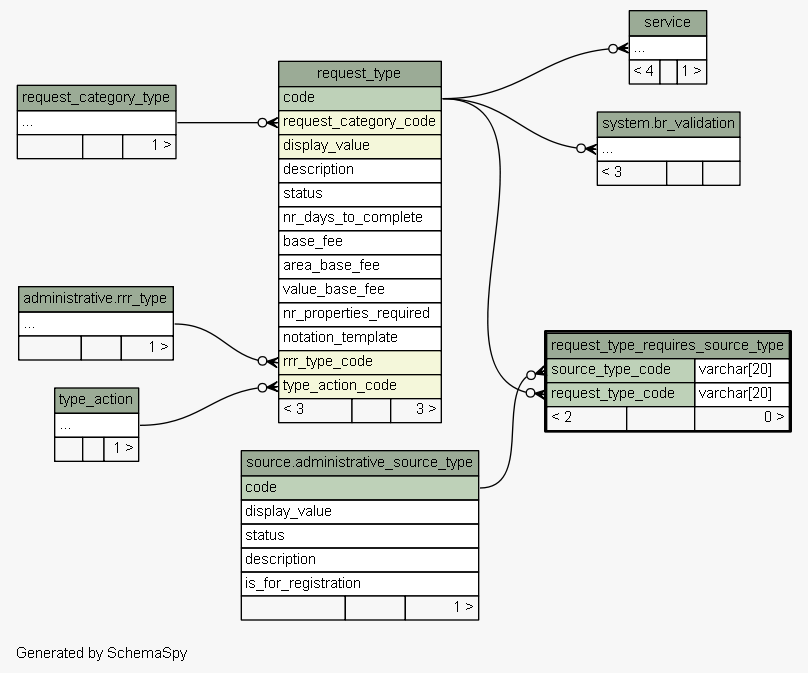 service
...
< 4 1 >
request_type
code
request_category_code
display_value
description
status
nr_days_to_complete
base_fee
area_base_fee
value_base_fee
nr_properties_required
notation_template
rrr_type_code
type_action_code
< 3 3 >
request_category_type
...
1 >
system.br_validation
...
< 3
administrative.rrr_type
...
1 >
type_action
...
1 >
request_type_requires_source_type
source_type_code varchar[20]
request_type_code varchar[20]
< 2 0 >
source.administrative_source_type
code
display_value
status
description
is_for_registration
1 >
Generated by SchemaSpy